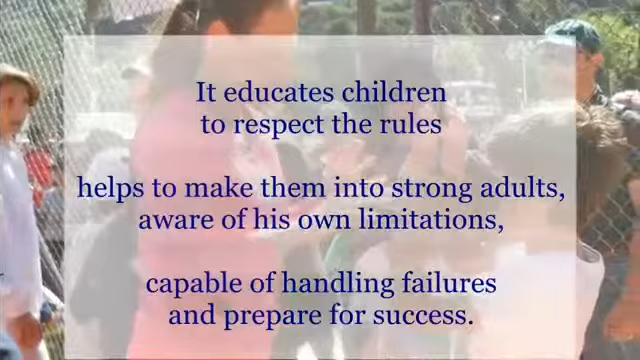 It educates children
to respect the rules
helps to make them into strong adults,
aware of his own limitations,
capable of handling failures
and prepare for success.